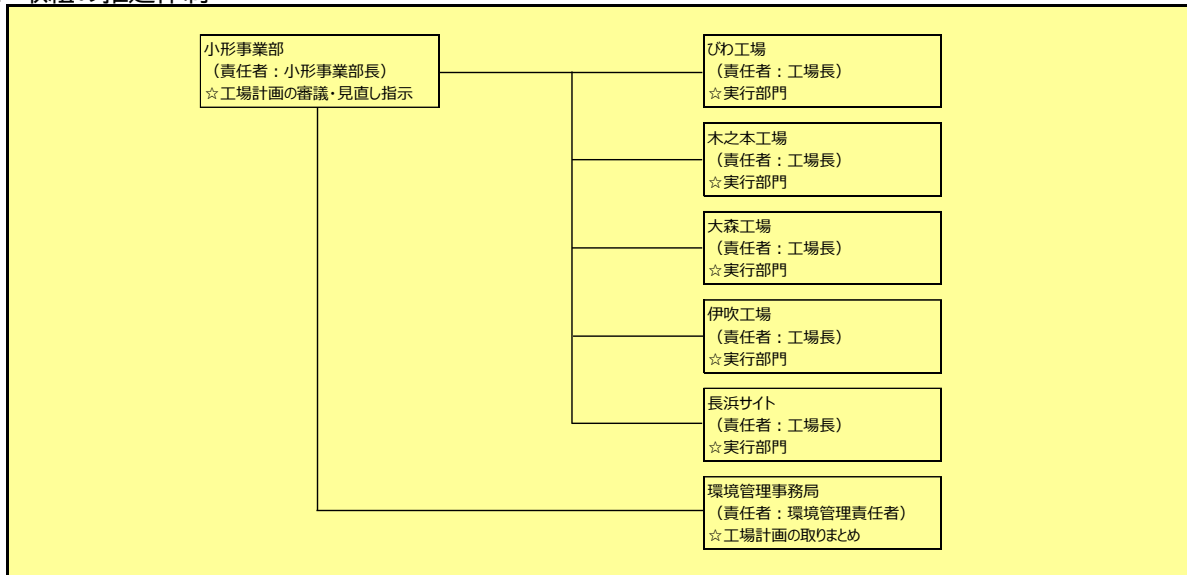 小形事業部
（責任者：小形事業部長）
☆工場計画の審議・見直し指示
びわ工場
（責任者：工場長）
☆実行部門
木之本工場
（責任者：工場長）
☆実行部門
大森工場
（責任者：工場長）
☆実行部門
伊吹工場
（責任者：工場長）
☆実行部門
長浜サイト
（責任者：工場長）
☆実行部門
環境管理事務局
（責任者：環境管理責任者）
☆工場計画の取りまとめ